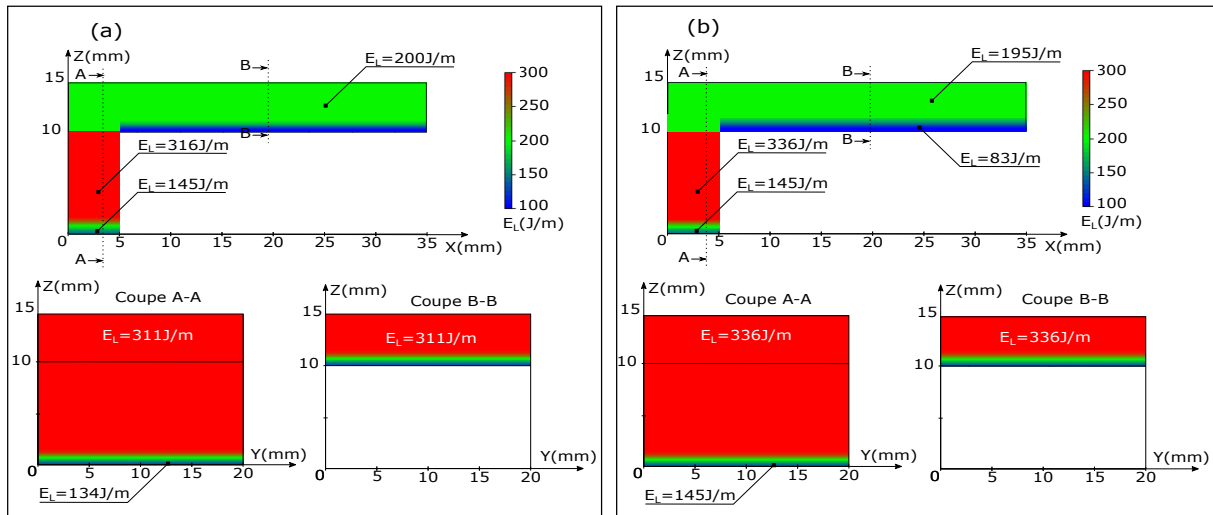 (a)
Z(mm)
15
A
B
E_L=200J/m
300
250
10
B
E_L=316J/m
200
E_L=145J/m
150
100
E_L(J/m)
0
5
10
15
20
25
30
35
X(mm)
A
Z(mm)
Coupe A-A
15
E_L=311J/m
10
0
5
10
15
20
Y(mm)
E_L=134J/m
Z(mm)
Coupe B-B
15
E_L=311J/m
10
0
5
10
15
20
Y(mm)
(b)
Z(mm)
15
A
B
E_L=195J/m
300
250
10
B
E_L=336J/m
E_L=83J/m
200
E_L=145J/m
150
100
E_L(J/m)
0
5
10
15
20
25
30
35
X(mm)
A
Z(mm)
Coupe A-A
15
E_L=336J/m
10
0
5
10
15
20
Y(mm)
E_L=145J/m
Z(mm)
Coupe B-B
15
E_L=336J/m
10
0
5
10
15
20
Y(mm)